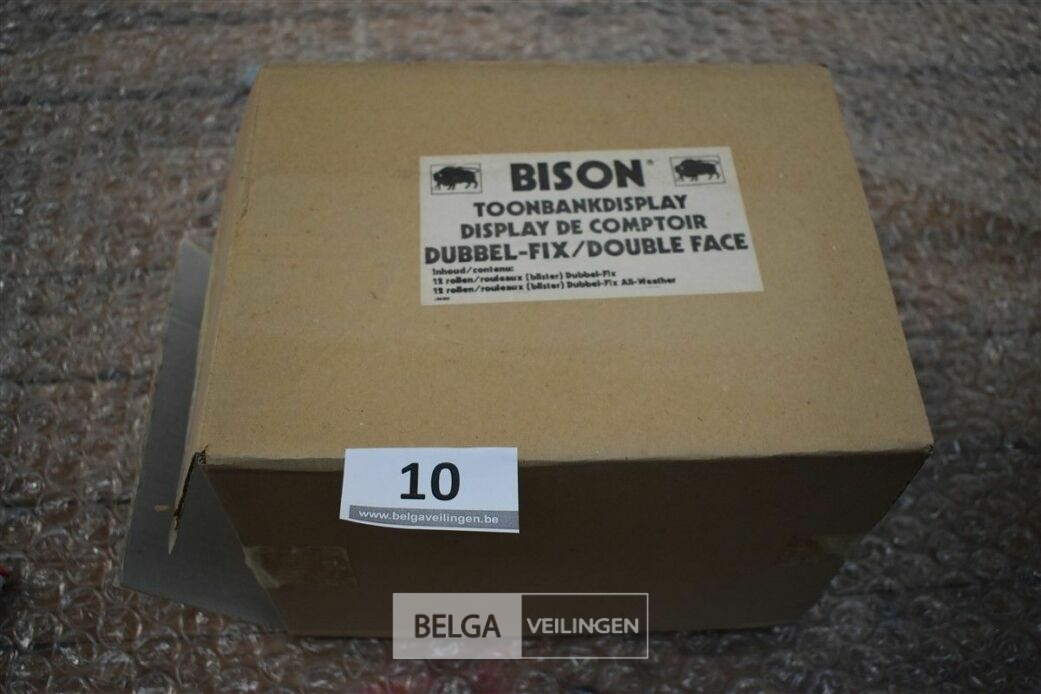 BISON®
TOONBANKDISPLAY
DISPLAY DE COMPTOIR
DUBBEL-FIX/DOUBLE FACE
Inhoud/contenu:
12 rollen/rouleaux (blister) Dubbel-Fix
12 rollen/rouleaux (blister) Dubbel-Fix All-Weather
10
www.belgaveilingen.be
BELGA VEILINGEN